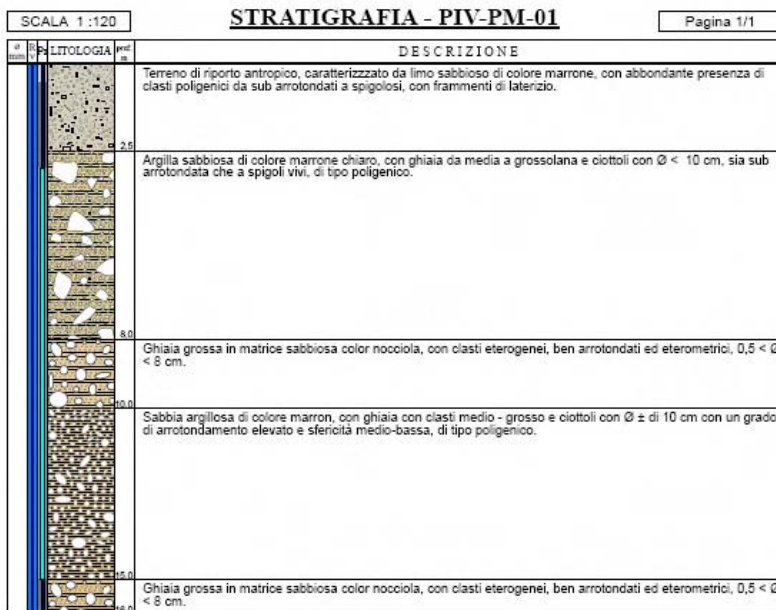 SCALA 1 :120
STRATIGRAFIA - PIV-PM-01
Pagina 1/1
ø mm
R v
Pz
LITOLOGIA
prof. m
DESCRIZIONE
Terreno di riporto antropico, caratterizzzato da limo sabbioso di colore marrone, con abbondante presenza di
clasti poligenici da sub arrotondati a spigolosi, con frammenti di laterizio.
2.5
Argilla sabbiosa di colore marrone chiaro, con ghiaia da media a grossolana e ciottoli con Ø < 10 cm, sia sub
arrotondata che a spigoli vivi, di tipo poligenico.
8.0
Ghiaia grossa in matrice sabbiosa color nocciola, con clasti eterogenei, ben arrotondati ed eterometrici, 0,5 < Ø
< 8 cm.
10.0
Sabbia argillosa di colore marron, con ghiaia con clasti medio - grosso e ciottoli con Ø ± di 10 cm con un grado
di arrotondamento elevato e sfericità medio-bassa, di tipo poligenico.
15.0
Ghiaia grossa in matrice sabbiosa color nocciola, con clasti eterogenei, ben arrotondati ed eterometrici, 0,5 < Ø
< 8 cm.
16.0